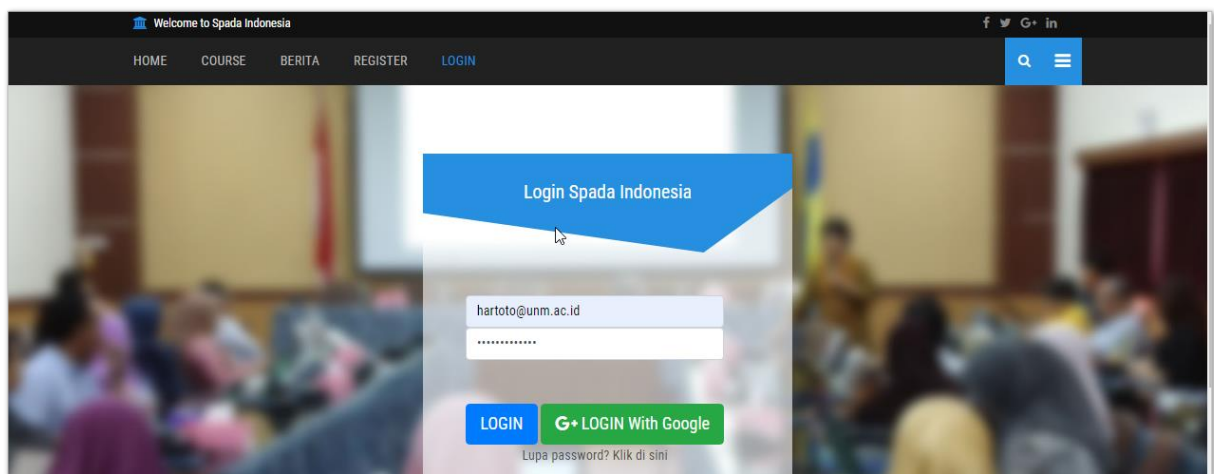 Welcome to Spada Indonesia
f G+ in
HOME COURSE BERITA REGISTER LOGIN
Login Spada Indonesia
hartoto@unm.ac.id
•••••••••••••
LOGIN G+ LOGIN With Google
Lupa password? Klik di sini